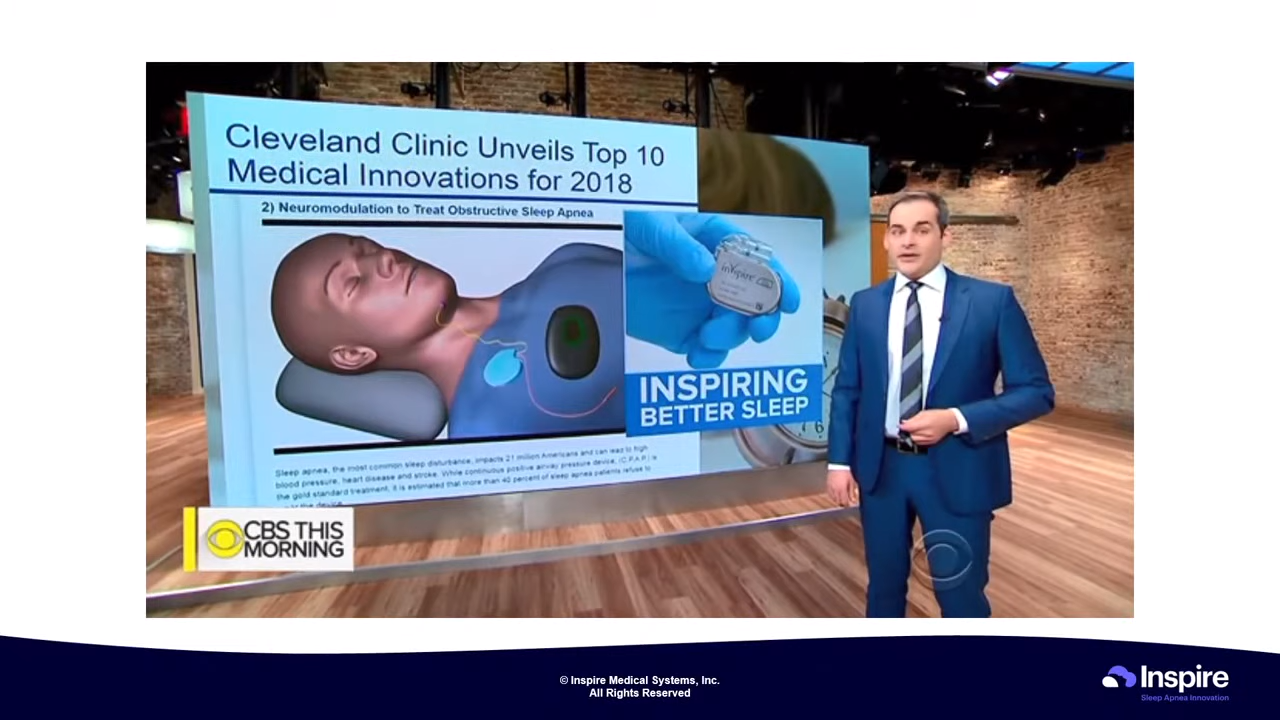 Cleveland Clinic Unveils Top 10
Medical Innovations for 2018
2) Neuromodulation to Treat Obstructive Sleep Apnea
inspire
INSPIRING
BETTER SLEEP
7 6
Sleep apnea, the most common sleep disturbance, impacts 21 million Americans and can lead to high
blood pressure, heart disease and stroke. While continuous positive airway pressure device, (C.P.A.P.) is
the gold standard treatment, it is estimated that more than 40 percent of sleep apnea patients refuse to
the device
CBS THIS
MORNING
© Inspire Medical Systems, Inc.
All Rights Reserved
Inspire
Sleep Apnea Innovation